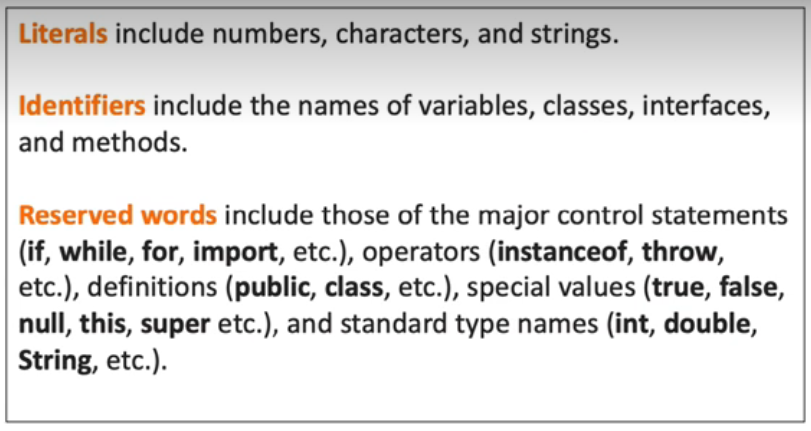 Literals include numbers, characters, and strings.
Identifiers include the names of variables, classes, interfaces,
and methods.
Reserved words include those of the major control statements
(if, while, for, import, etc.), operators (instanceof, throw,
etc.), definitions (public, class, etc.), special values (true, false,
null, this, super etc.), and standard type names (int, double,
String, etc.).